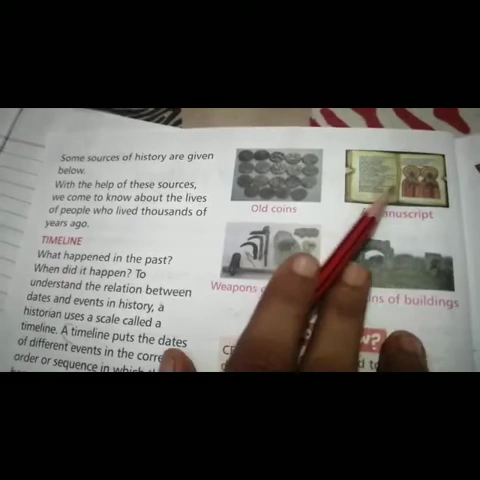 Some sources of history are given
below.
With the help of these sources,
we come to know about the lives
of people who lived thousands of
years ago.
TIMELINE
What happened in the past?
When did it happen? To
understand the relation between
dates and events in history, a
historian uses a scale called a
timeline. A timeline puts the dates
of different events in the
order or sequence in which
Old coins
Weapons
of buildings